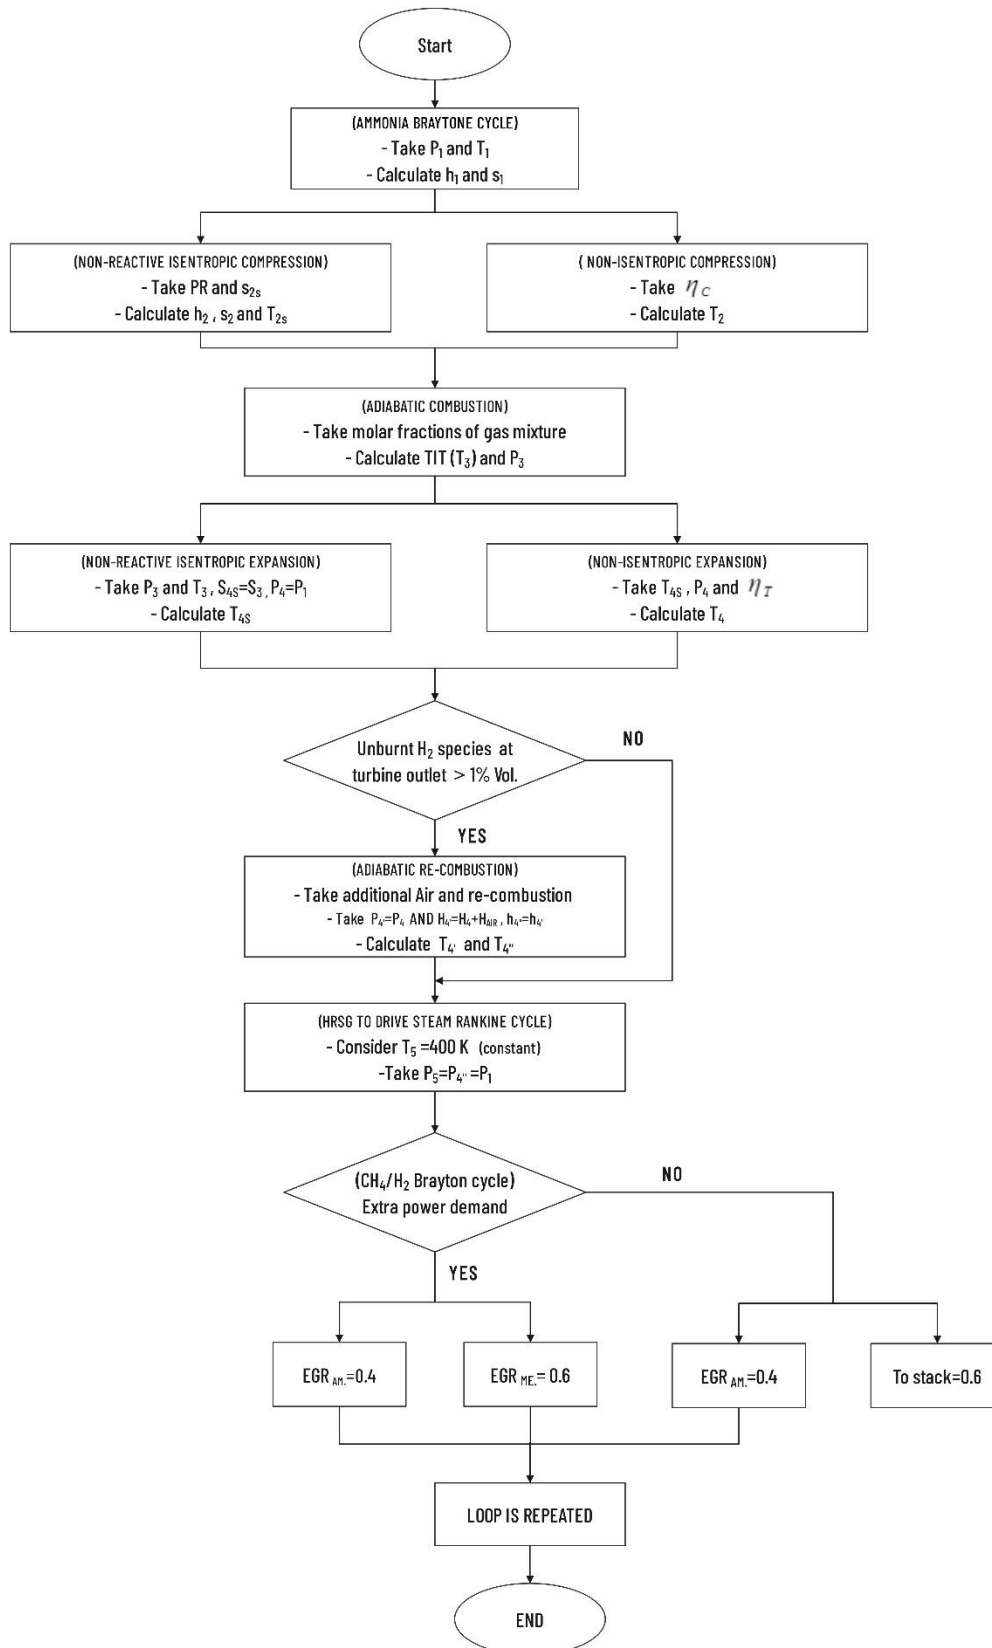 Start
(AMMONIA BRAYTONE CYCLE)
- Take P₁ and T₁
- Calculate h₁ and s₁
(NON-REACTIVE ISENTROPIC COMPRESSION)
- Take PR and s₂ₛ
- Calculate h₂ , s₂ and T₂ₛ
( NON-ISENTROPIC COMPRESSION)
- Take η_C
- Calculate T₂
(ADIABATIC COMBUSTION)
- Take molar fractions of gas mixture
- Calculate TIT (T₃) and P₃
(NON-REACTIVE ISENTROPIC EXPANSION)
- Take P₃ and T₃ , S₄S=S₃ , P₄=P₁
- Calculate T₄S
(NON-ISENTROPIC EXPANSION)
- Take T₄S , P₄ and η_T
- Calculate T₄
Unburnt H₂ species at
turbine outlet > 1% Vol.
NO
YES
(ADIABATIC RE-COMBUSTION)
- Take additional Air and re-combustion
- Take P₄'=P₄ AND H₄'=H₄+H_AIR , h₄"=h₄'
- Calculate T₄' and T₄"
(HRSG TO DRIVE STEAM RANKINE CYCLE)
- Consider T₅ =400 K (constant)
-Take P₅=P₄" =P₁
(CH₄/H₂ Brayton cycle)
Extra power demand
NO
YES
EGR AM.=0.4
EGR ME.= 0.6
EGR AM.=0.4
To stack=0.6
LOOP IS REPEATED
END